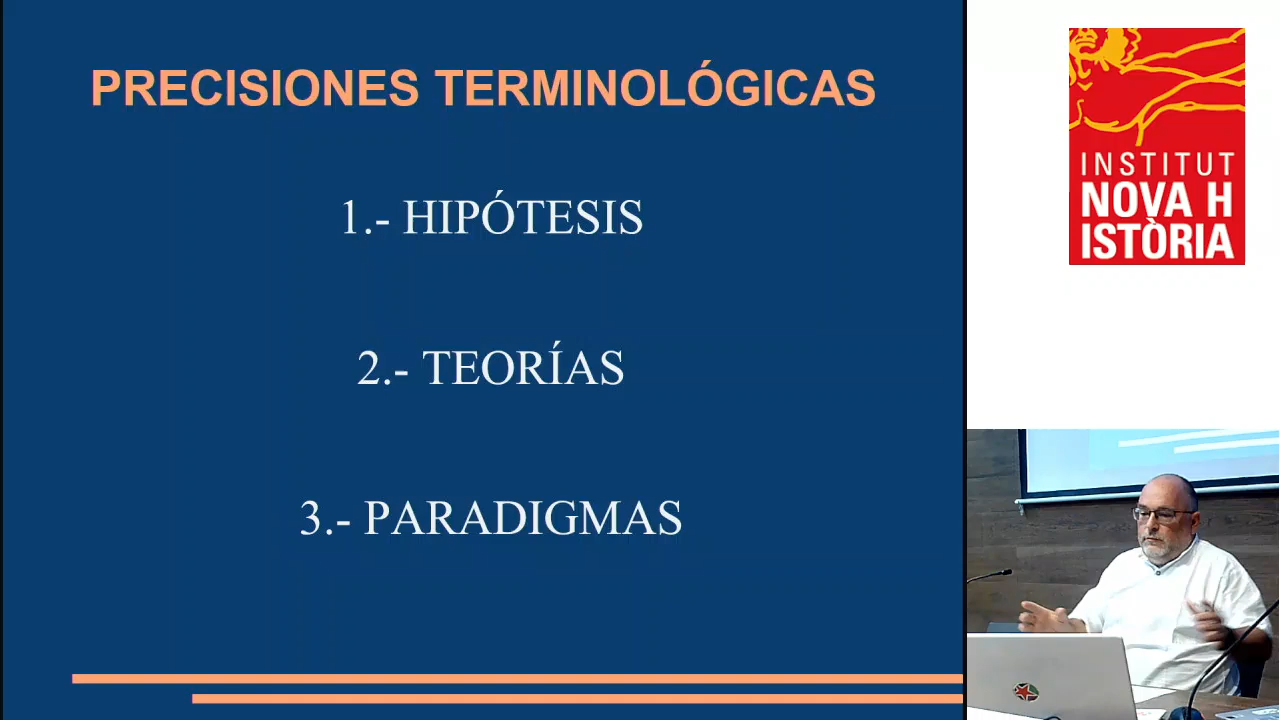 PRECISIONES TERMINOLÓGICAS
1.- HIPÓTESIS
2.- TEORÍAS
3.- PARADIGMAS
INSTITUT
NOVA H
ISTÒRIA